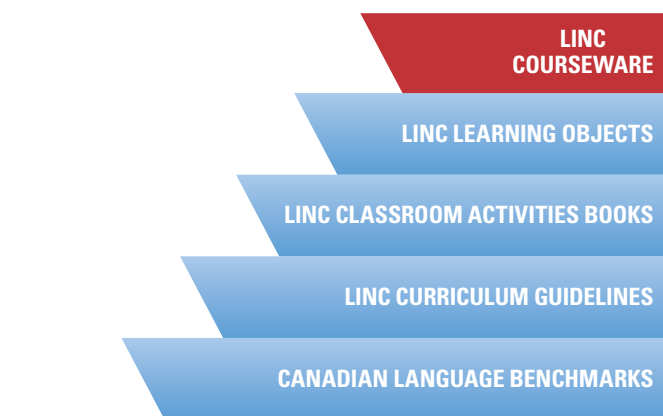 LINC
COURSEWARE
LINC LEARNING OBJECTS
LINC CLASSROOM ACTIVITIES BOOKS
LINC CURRICULUM GUIDELINES
CANADIAN LANGUAGE BENCHMARKS